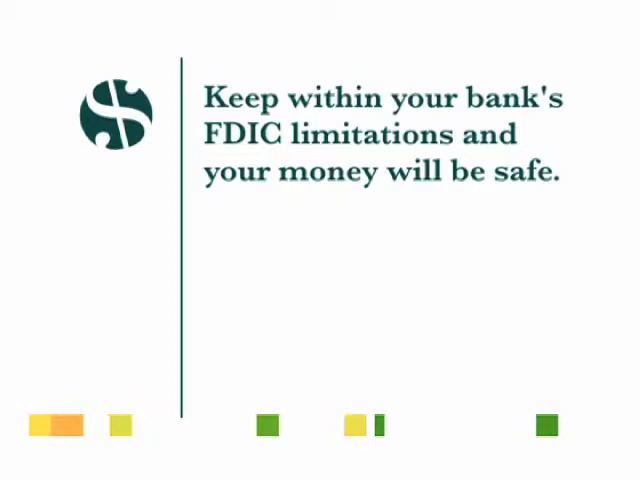 Keep within your bank's
FDIC limitations and
your money will be safe.